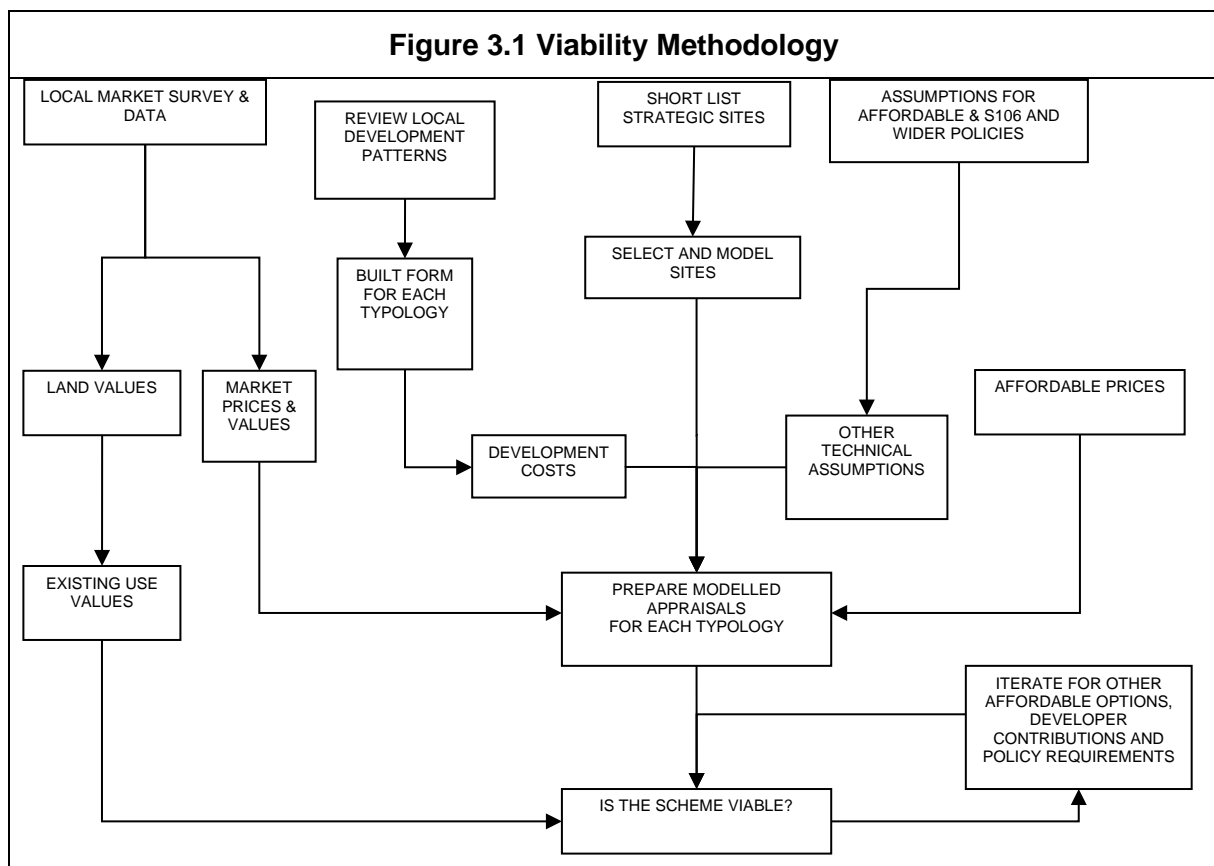 Figure 3.1 Viability Methodology
LOCAL MARKET SURVEY &
DATA
REVIEW LOCAL
DEVELOPMENT
PATTERNS
SHORT LIST
STRATEGIC SITES
ASSUMPTIONS FOR
AFFORDABLE & S106 AND
WIDER POLICIES
BUILT FORM
FOR EACH
TYPOLOGY
SELECT AND MODEL
SITES
LAND VALUES
MARKET
PRICES &
VALUES
DEVELOPMENT
COSTS
OTHER
TECHNICAL
ASSUMPTIONS
AFFORDABLE PRICES
EXISTING USE
VALUES
PREPARE MODELLED
APPRAISALS
FOR EACH TYPOLOGY
ITERATE FOR OTHER
AFFORDABLE OPTIONS,
DEVELOPER
CONTRIBUTIONS AND
POLICY REQUIREMENTS
IS THE SCHEME VIABLE?